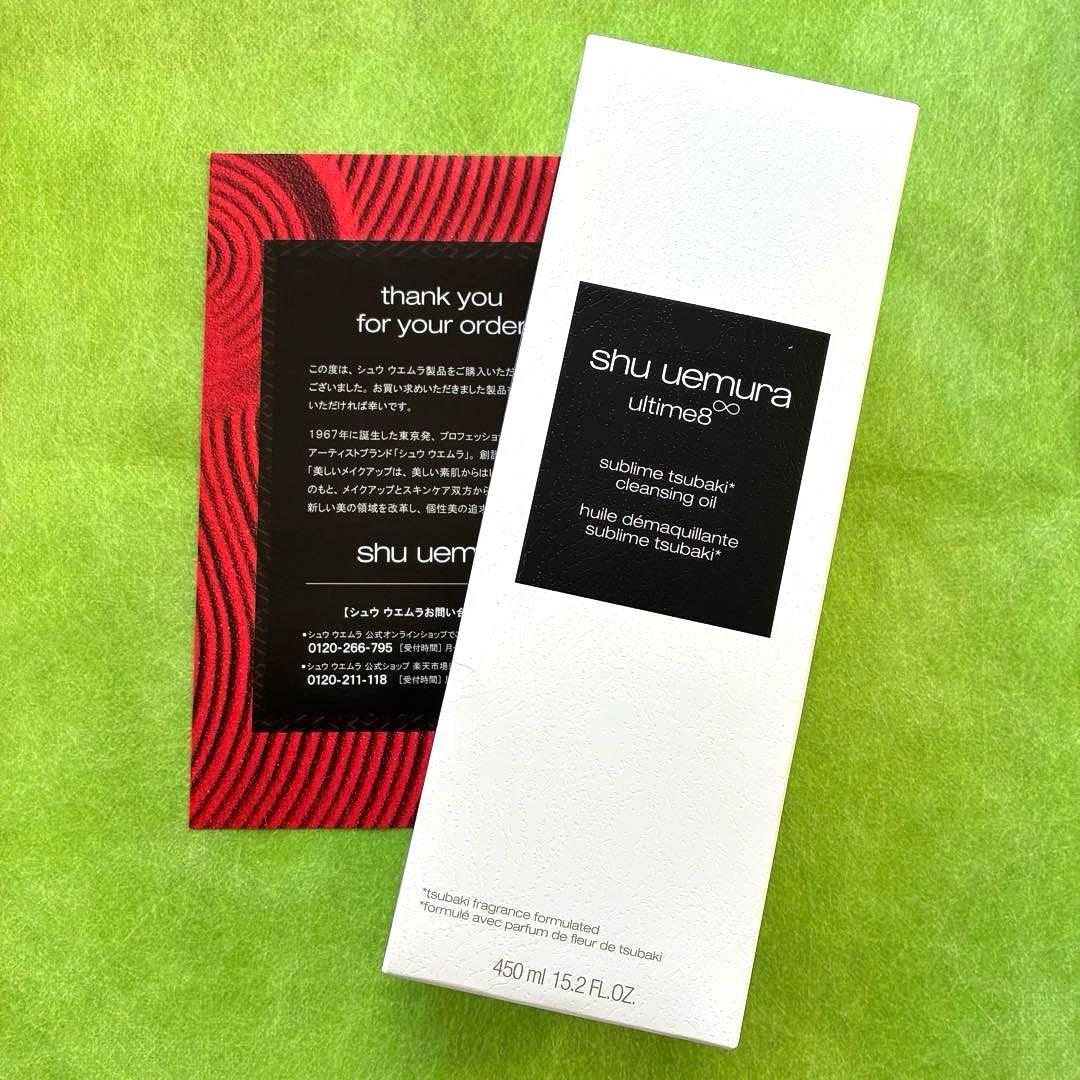 thank you
for your order
この度は、シュウ ウエムラ製品をご購入いただ
ございました。お買い求めいただきました製品を
いただければ幸いです。
1967年に誕生した東京発、プロフェッショナ
アーティストブランド「シュウ ウエムラ」。創設
「美しいメイクアップは、美しい素肌からはじ
のもと、メイクアップとスキンケア双方から
新しい美の領域を改革し、個性美の追求
shu uem
【シュウ ウエムラお問い合
•シュウ ウエムラ 公式オンラインショップでご
0120-266-795 [受付時間] 月
•シュウ ウエムラ 公式ショップ 楽天市場
0120-211-118 [受付時間]
shu uemura
ultime8∞
sublime tsubaki*
cleansing oil
huile démaquillante
sublime tsubaki*
*tsubaki fragrance formulated
*formulé avec parfum de fleur de tsubaki
450 ml 15.2 FL.OZ.